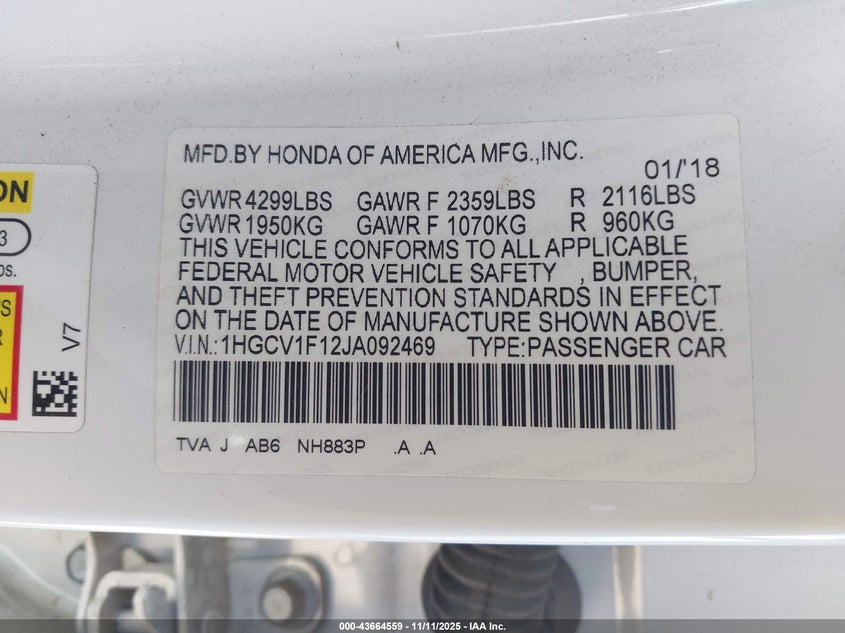 MFD.BY HONDA OF AMERICA MFG.,INC.
01/'18
GVWR 4299LBS GAWR F 2359LBS R 2116LBS
GVWR 1950KG GAWR F 1070KG R 960KG
THIS VEHICLE CONFORMS TO ALL APPLICABLE
FEDERAL MOTOR VEHICLE SAFETY , BUMPER,
AND THEFT PREVENTION STANDARDS IN EFFECT
ON THE DATE OF MANUFACTURE SHOWN ABOVE.
V.I.N.:1HGCV1F12JA092469 TYPE:PASSENGER CAR
TVA J AB6 NH883P .A .A
V7
000-43664559 - 11/11/2025 - IAA Inc.